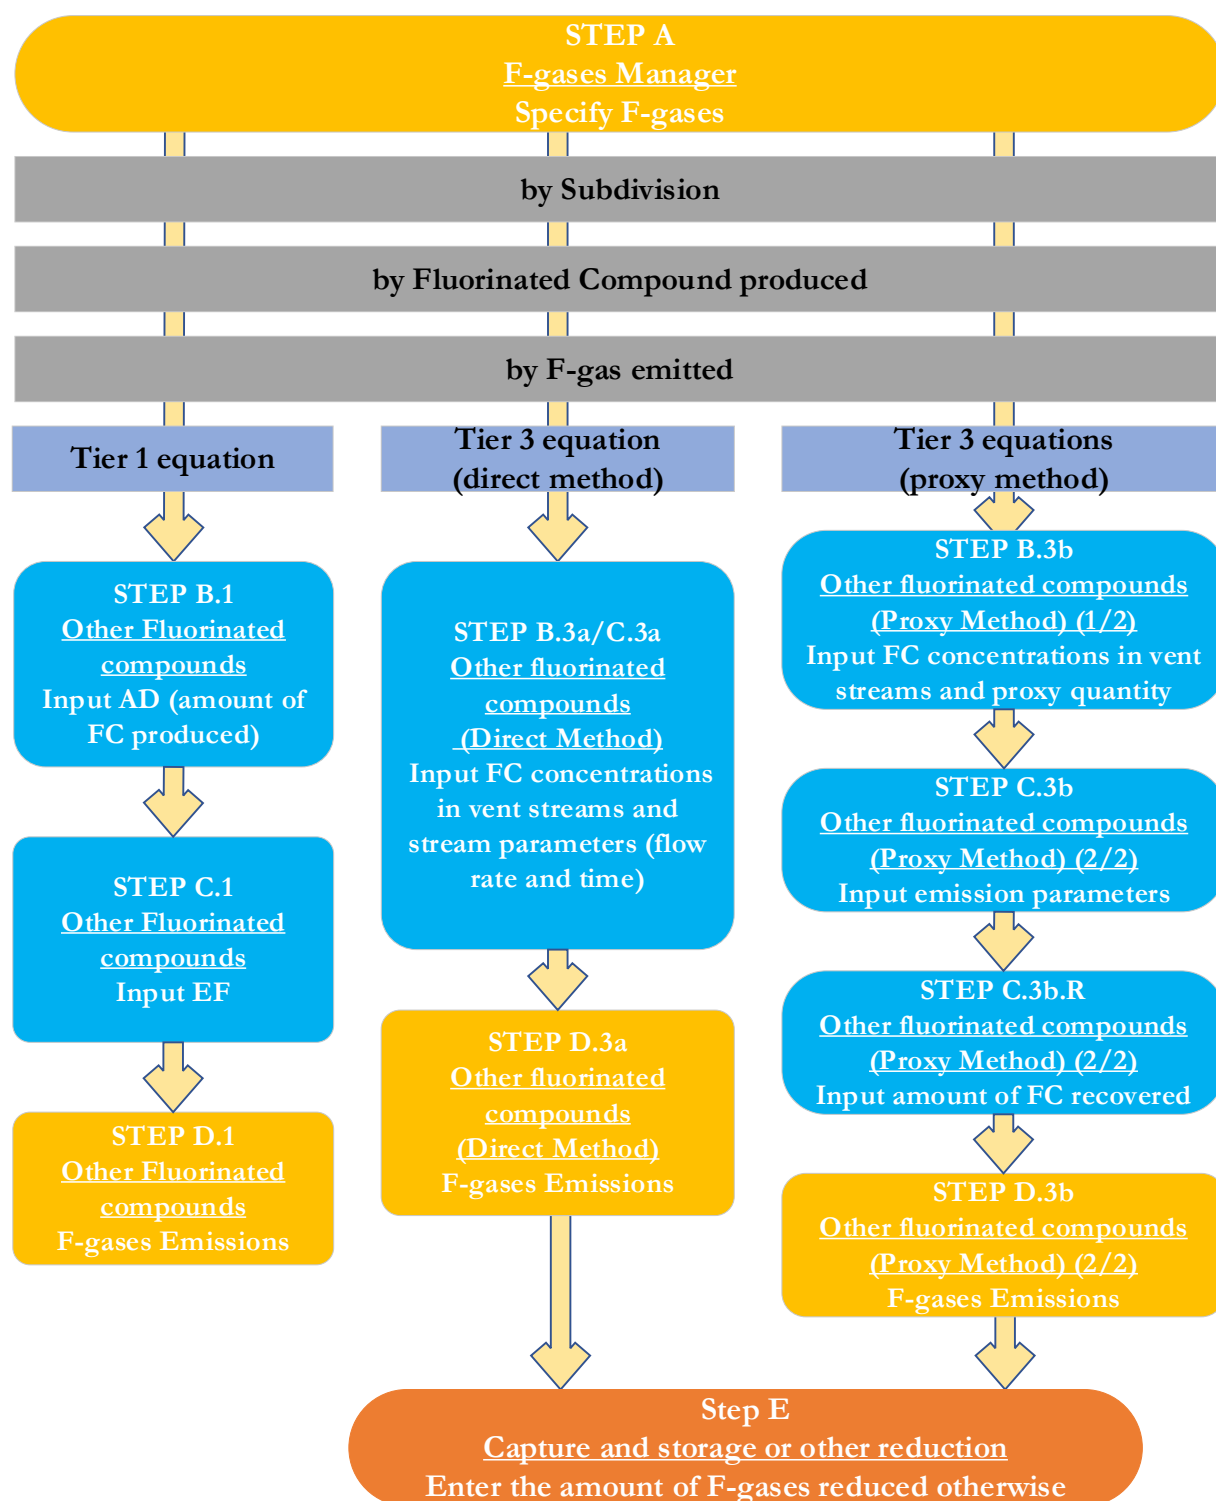 STEP A
F-gases Manager
Specify F-gases
by Subdivision
by Fluorinated Compound produced
by F-gas emitted
Tier 1 equation
STEP B.1
Other Fluorinated
compounds
Input AD (amount of
FC produced)
STEP C.1
Other Fluorinated
compounds
Input EF
STEP D.1
Other Fluorinated
compounds
F-gases Emissions
Tier 3 equation
(direct method)
STEP B.3a/C.3a
Other fluorinated
compounds
(Direct Method)
Input FC concentrations
in vent streams and
stream parameters (flow
rate and time)
STEP D.3a
Other fluorinated
compounds
(Direct Method)
F-gases Emissions
Tier 3 equations
(proxy method)
STEP B.3b
Other fluorinated compounds
(Proxy Method) (1/2)
Input FC concentrations in vent
streams and proxy quantity
STEP C.3b
Other fluorinated compounds
(Proxy Method) (2/2)
Input emission parameters
STEP C.3b.R
Other fluorinated compounds
(Proxy Method) (2/2)
Input amount of FC recovered
STEP D.3b
Other fluorinated compounds
(Proxy Method) (2/2)
F-gases Emissions
Step E
Capture and storage or other reduction
Enter the amount of F-gases reduced otherwise